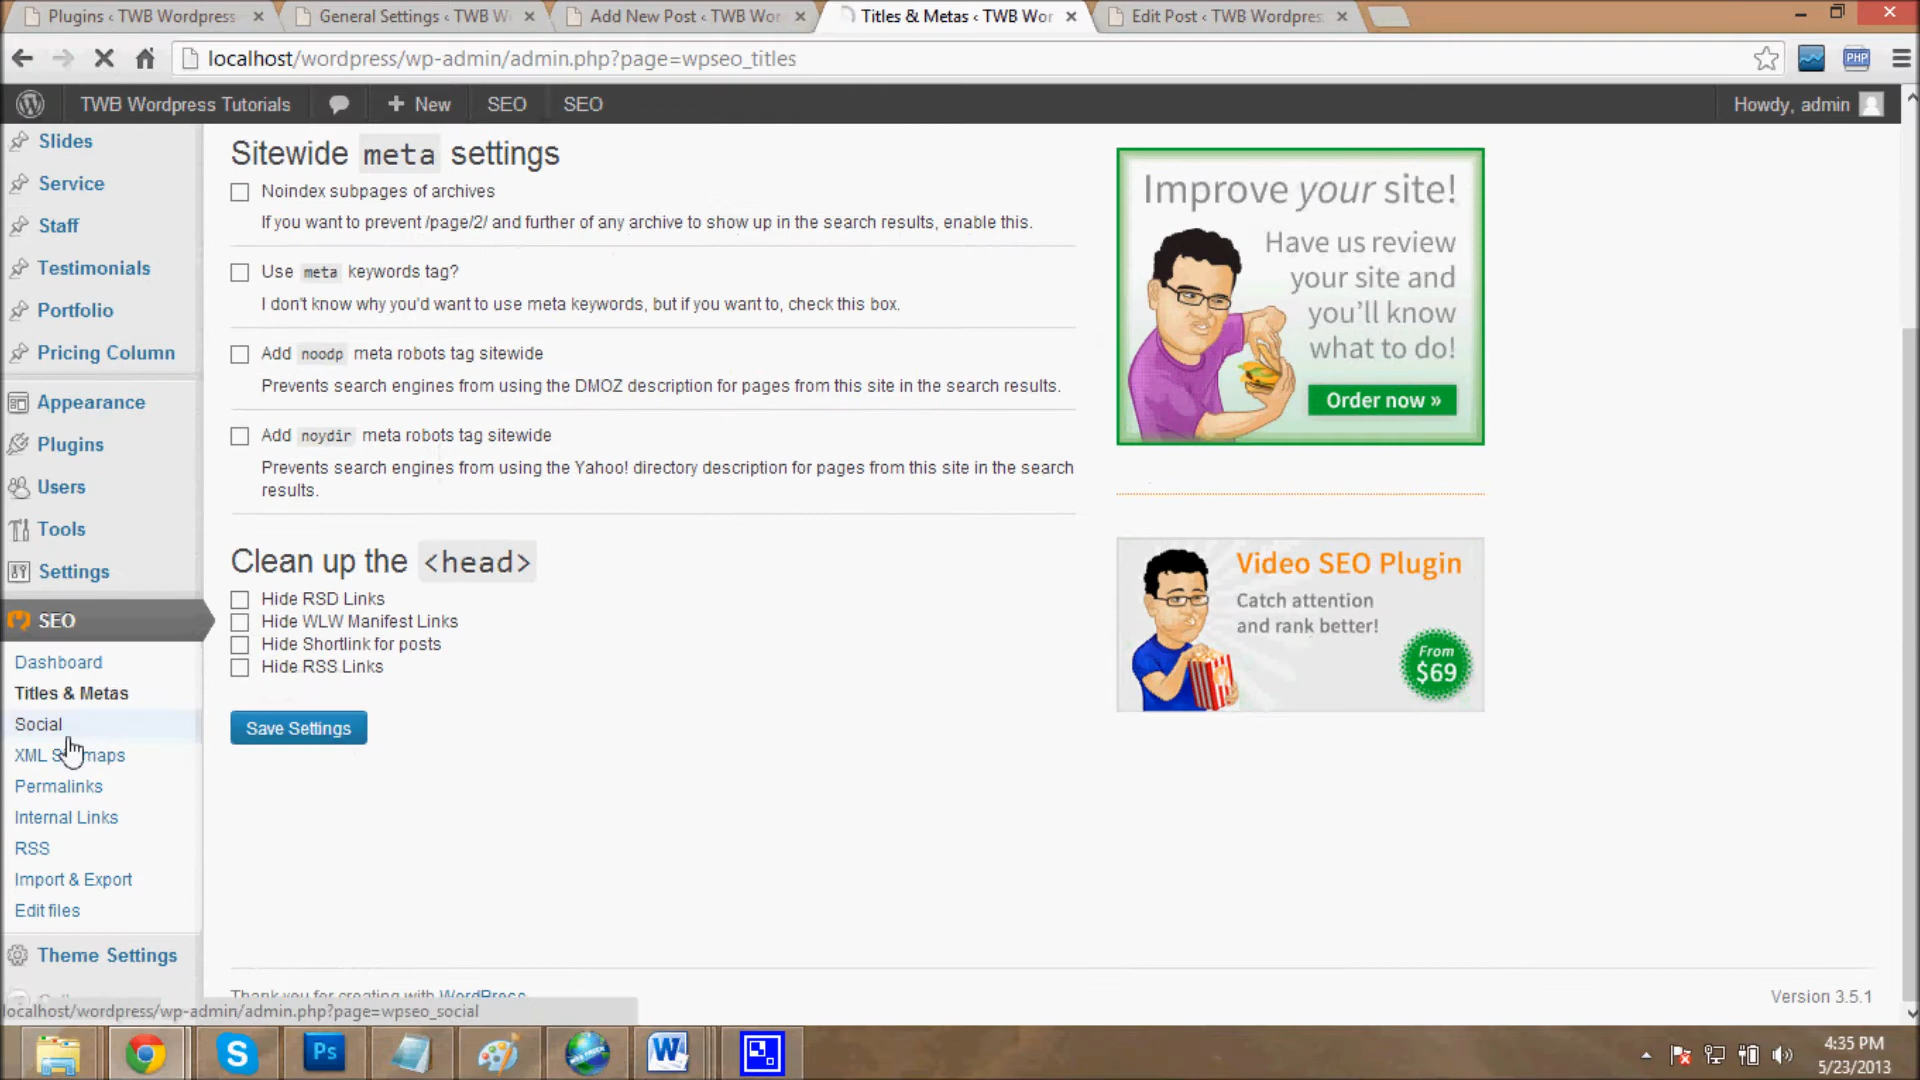 Plugins ‹ TWB Wordpress
General Settings ‹ TWB W
Add New Post ‹ TWB Wor
Titles & Metas ‹ TWB Wor
Edit Post ‹ TWB Wordpres
localhost/wordpress/wp-admin/admin.php?page=wpseo_titles
PHP
TWB Wordpress Tutorials
+ New
SEO
SEO
Howdy, admin
Slides
Service
Staff
Testimonials
Portfolio
Pricing Column
Appearance
Plugins
Users
Tools
Settings
SEO
Dashboard
Titles & Metas
Social
XML S maps
Permalinks
Internal Links
RSS
Import & Export
Edit files
Theme Settings
Sitewide meta settings
Noindex subpages of archives
If you want to prevent /page/2/ and further of any archive to show up in the search results, enable this.
Use meta keywords tag?
I don't know why you'd want to use meta keywords, but if you want to, check this box.
Add noodp meta robots tag sitewide
Prevents search engines from using the DMOZ description for pages from this site in the search results.
Add noydir meta robots tag sitewide
Prevents search engines from using the Yahoo! directory description for pages from this site in the search
results.
Clean up the <head>
Hide RSD Links
Hide WLW Manifest Links
Hide Shortlink for posts
Hide RSS Links
Save Settings
Improve your site!
Have us review
your site and
you'll know
what to do!
Order now »
Video SEO Plugin
Catch attention
and rank better!
From
$69
Thank you for creating with WordPress
Version 3.5.1
localhost/wordpress/wp-admin/admin.php?page=wpseo_social
S
Ps
W
4:35 PM
5/23/2013